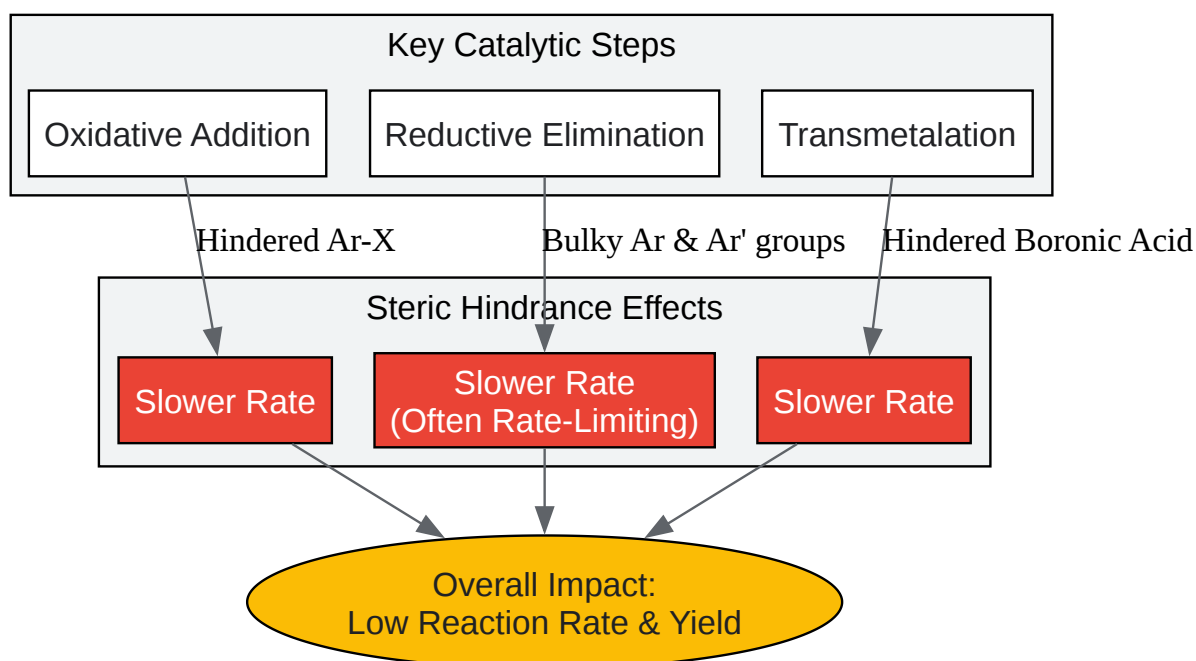 Key Catalytic Steps
Oxidative Addition
Reductive Elimination
Transmetalation
Hindered Ar-X
Bulky Ar & Ar' groups
Hindered Boronic Acid
Steric Hindrance Effects
Slower Rate
Slower Rate
(Often Rate-Limiting)
Slower Rate
Overall Impact:
Low Reaction Rate & Yield